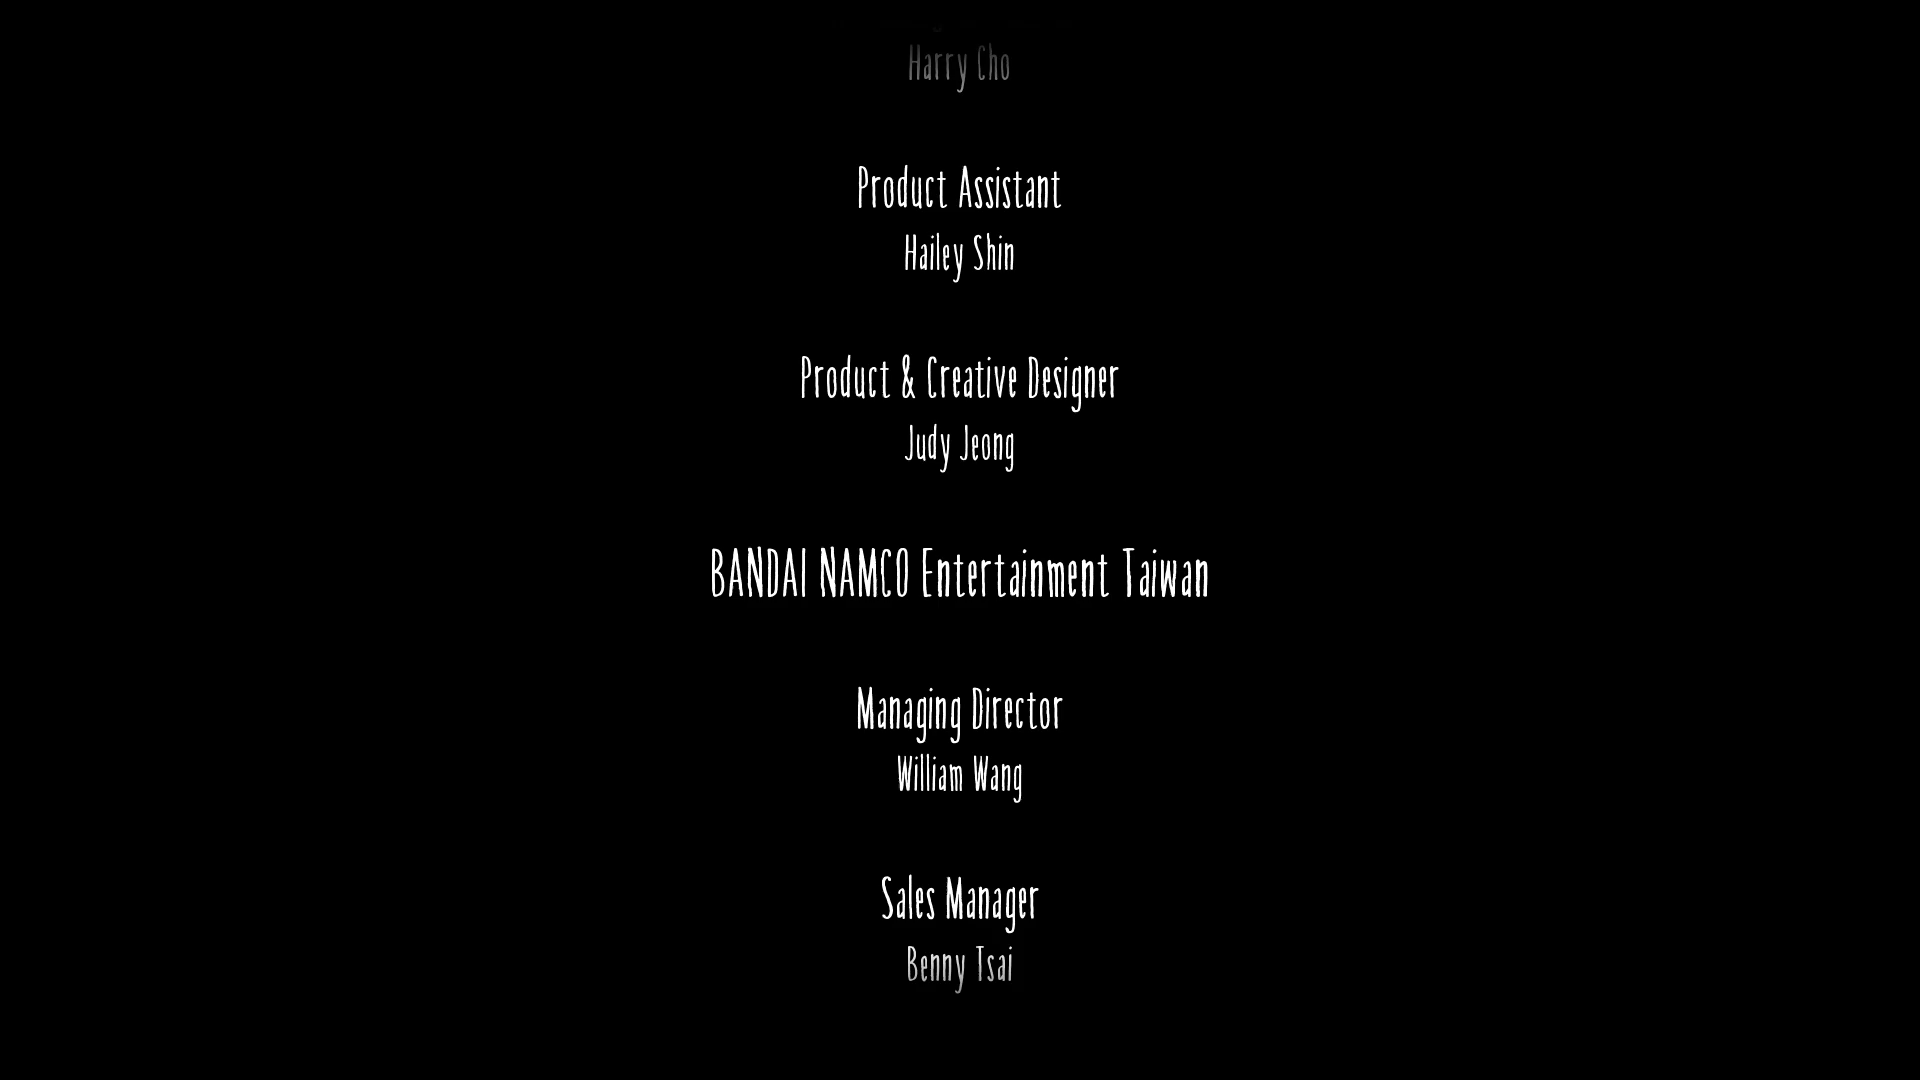 Harry Cho
Product Assistant
Hailey Shin
Product & Creative Designer
Judy Jeong
BANDAI NAMCO Entertainment Taiwan
Managing Director
William Wang
Sales Manager
Benny Tsai